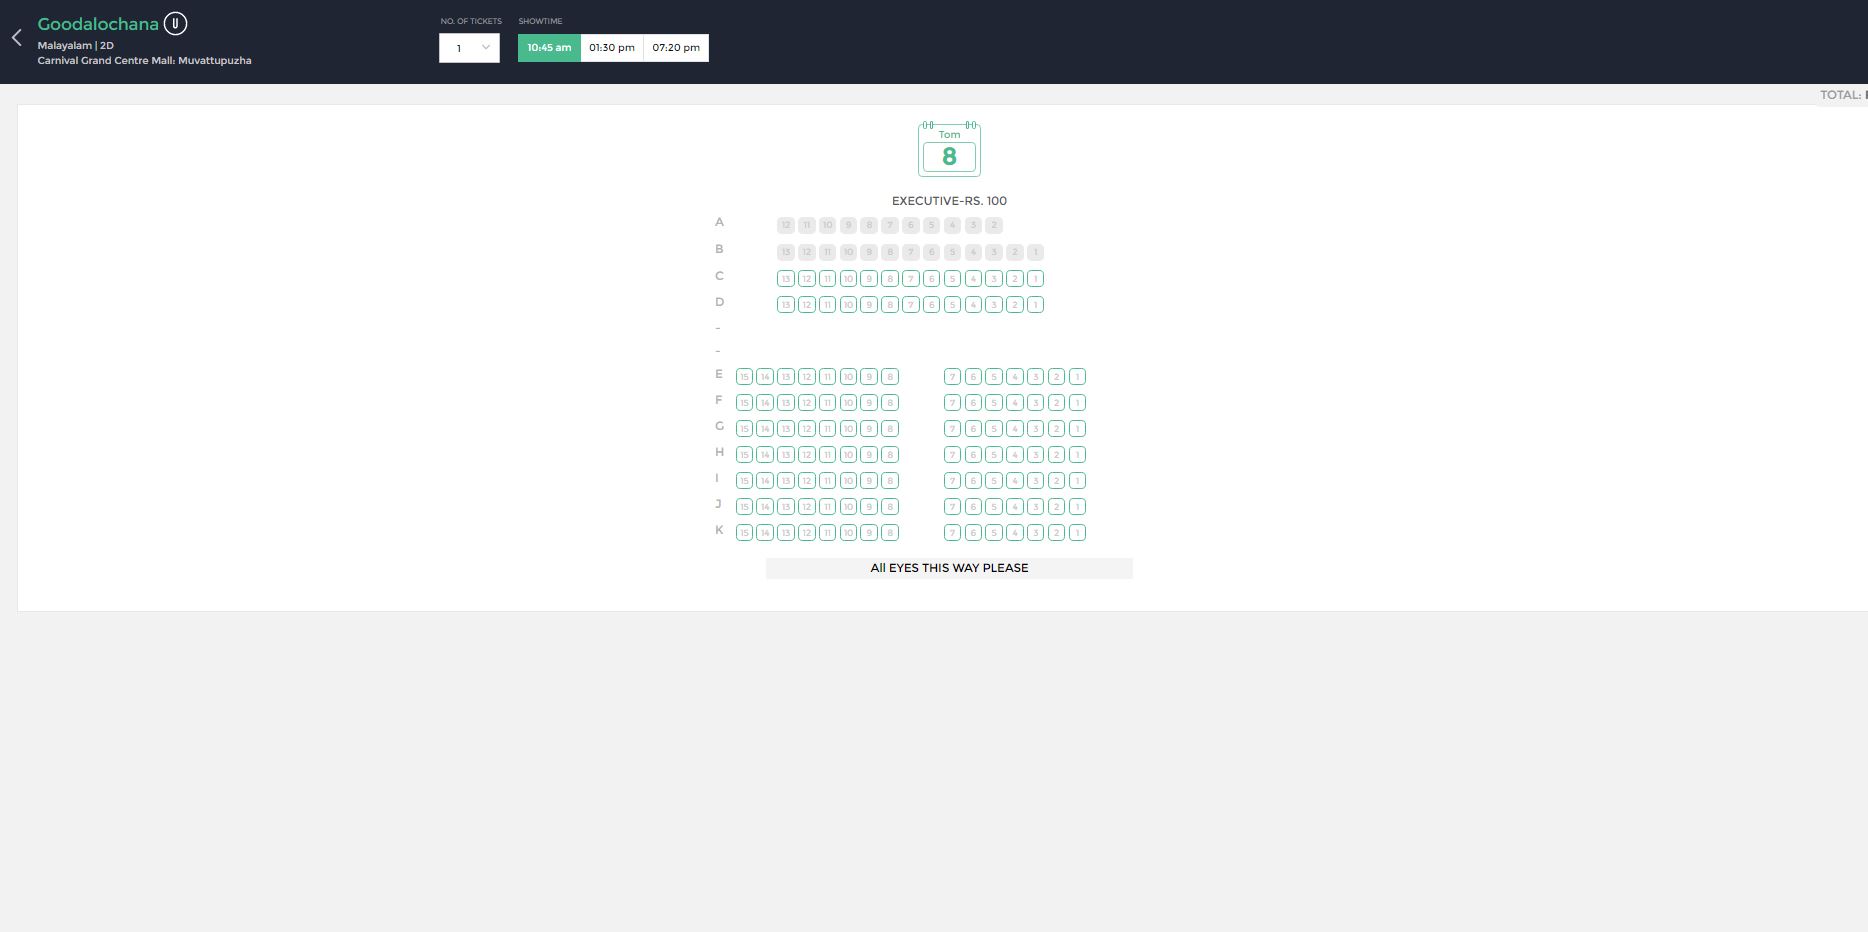 Goodalochana U
Malayalam | 2D
Carnival Grand Centre Mall: Muvattupuzha
NO. OF TICKETS SHOWTIME
1 10:45 am 01:30 pm 07:20 pm
TOTAL:
Tom
8
EXECUTIVE-RS. 100
A 12 11 10 9 8 7 6 5 4 3 2
B 13 12 11 10 9 8 7 6 5 4 3 2 1
C 13 12 11 10 9 8 7 6 5 4 3 2 1
D 13 12 11 10 9 8 7 6 5 4 3 2 1
-
-
E 15 14 13 12 11 10 9 8 7 6 5 4 3 2 1
F 15 14 13 12 11 10 9 8 7 6 5 4 3 2 1
G 15 14 13 12 11 10 9 8 7 6 5 4 3 2 1
H 15 14 13 12 11 10 9 8 7 6 5 4 3 2 1
I 15 14 13 12 11 10 9 8 7 6 5 4 3 2 1
J 15 14 13 12 11 10 9 8 7 6 5 4 3 2 1
K 15 14 13 12 11 10 9 8 7 6 5 4 3 2 1
All EYES THIS WAY PLEASE